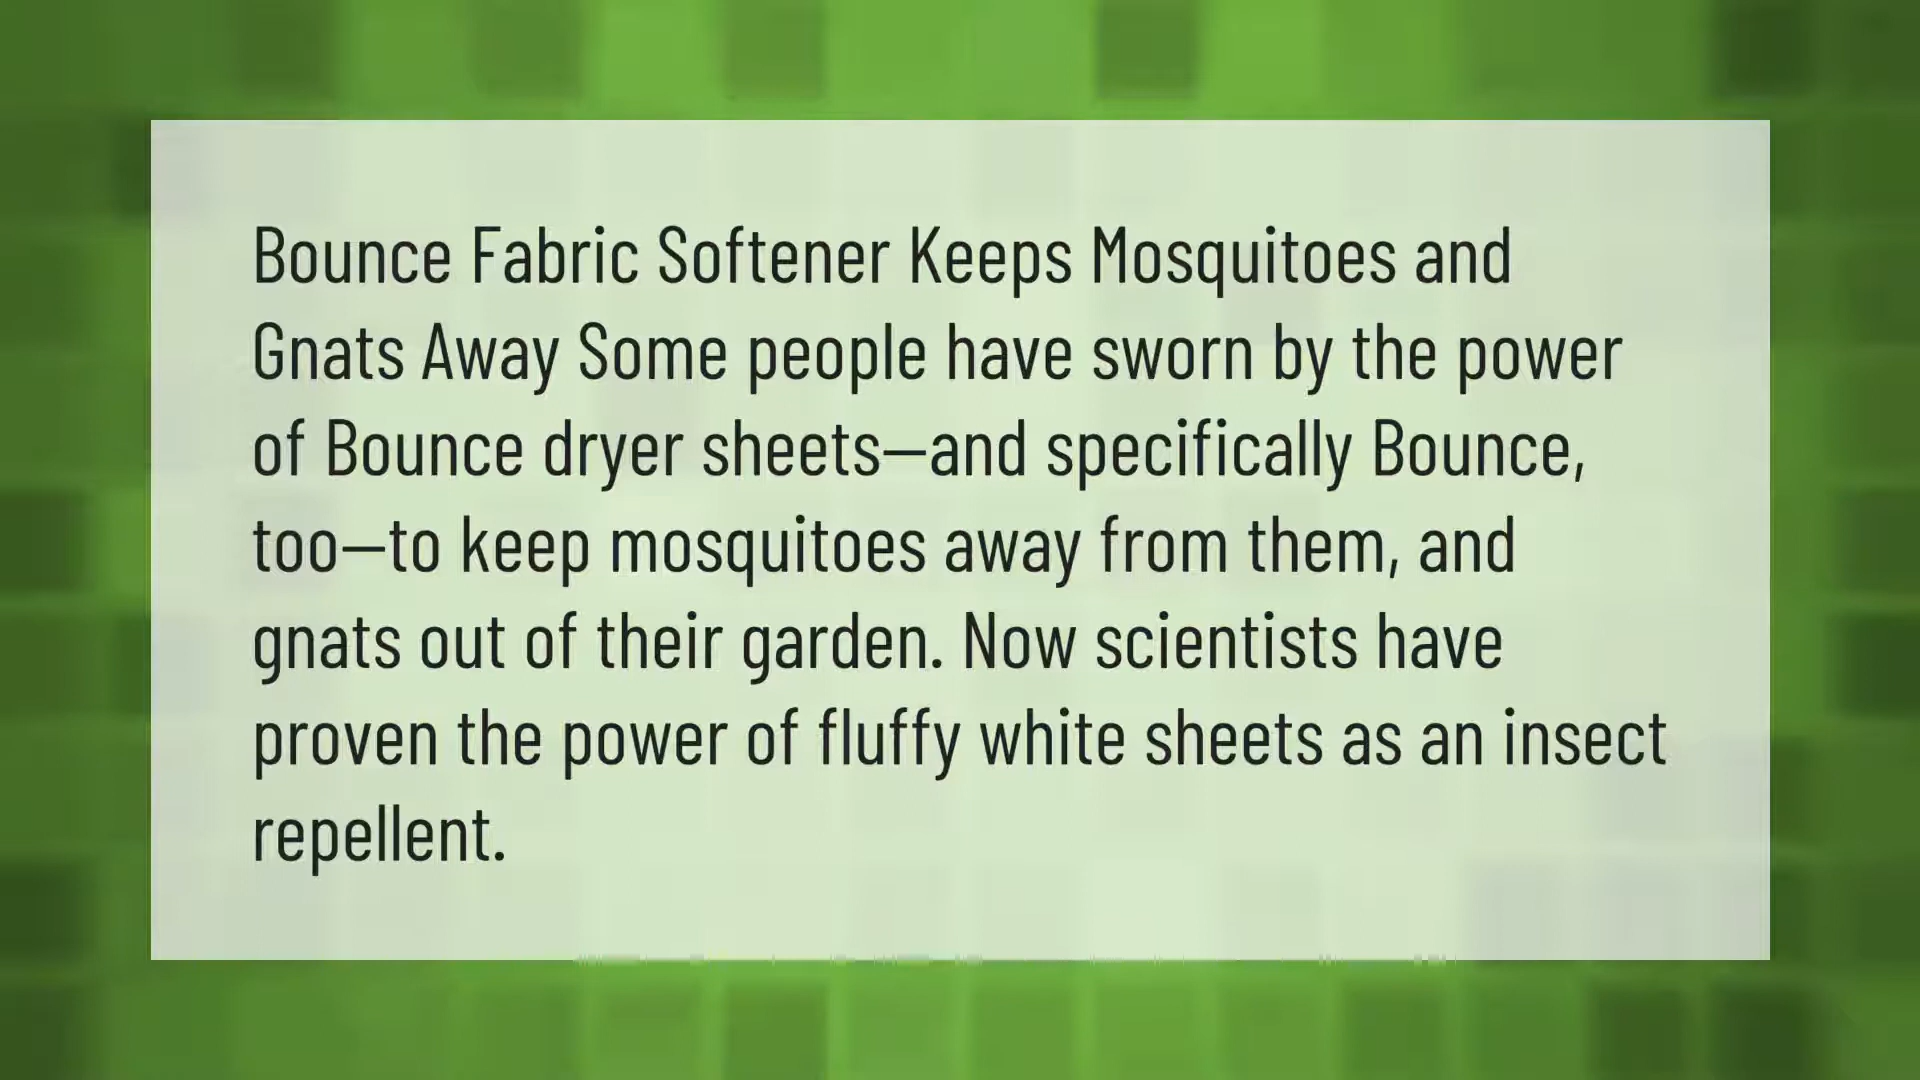 Bounce Fabric Softener Keeps Mosquitoes and
Gnats Away Some people have sworn by the power
of Bounce dryer sheets—and specifically Bounce,
too—to keep mosquitoes away from them, and
gnats out of their garden. Now scientists have
proven the power of fluffy white sheets as an insect
repellent.